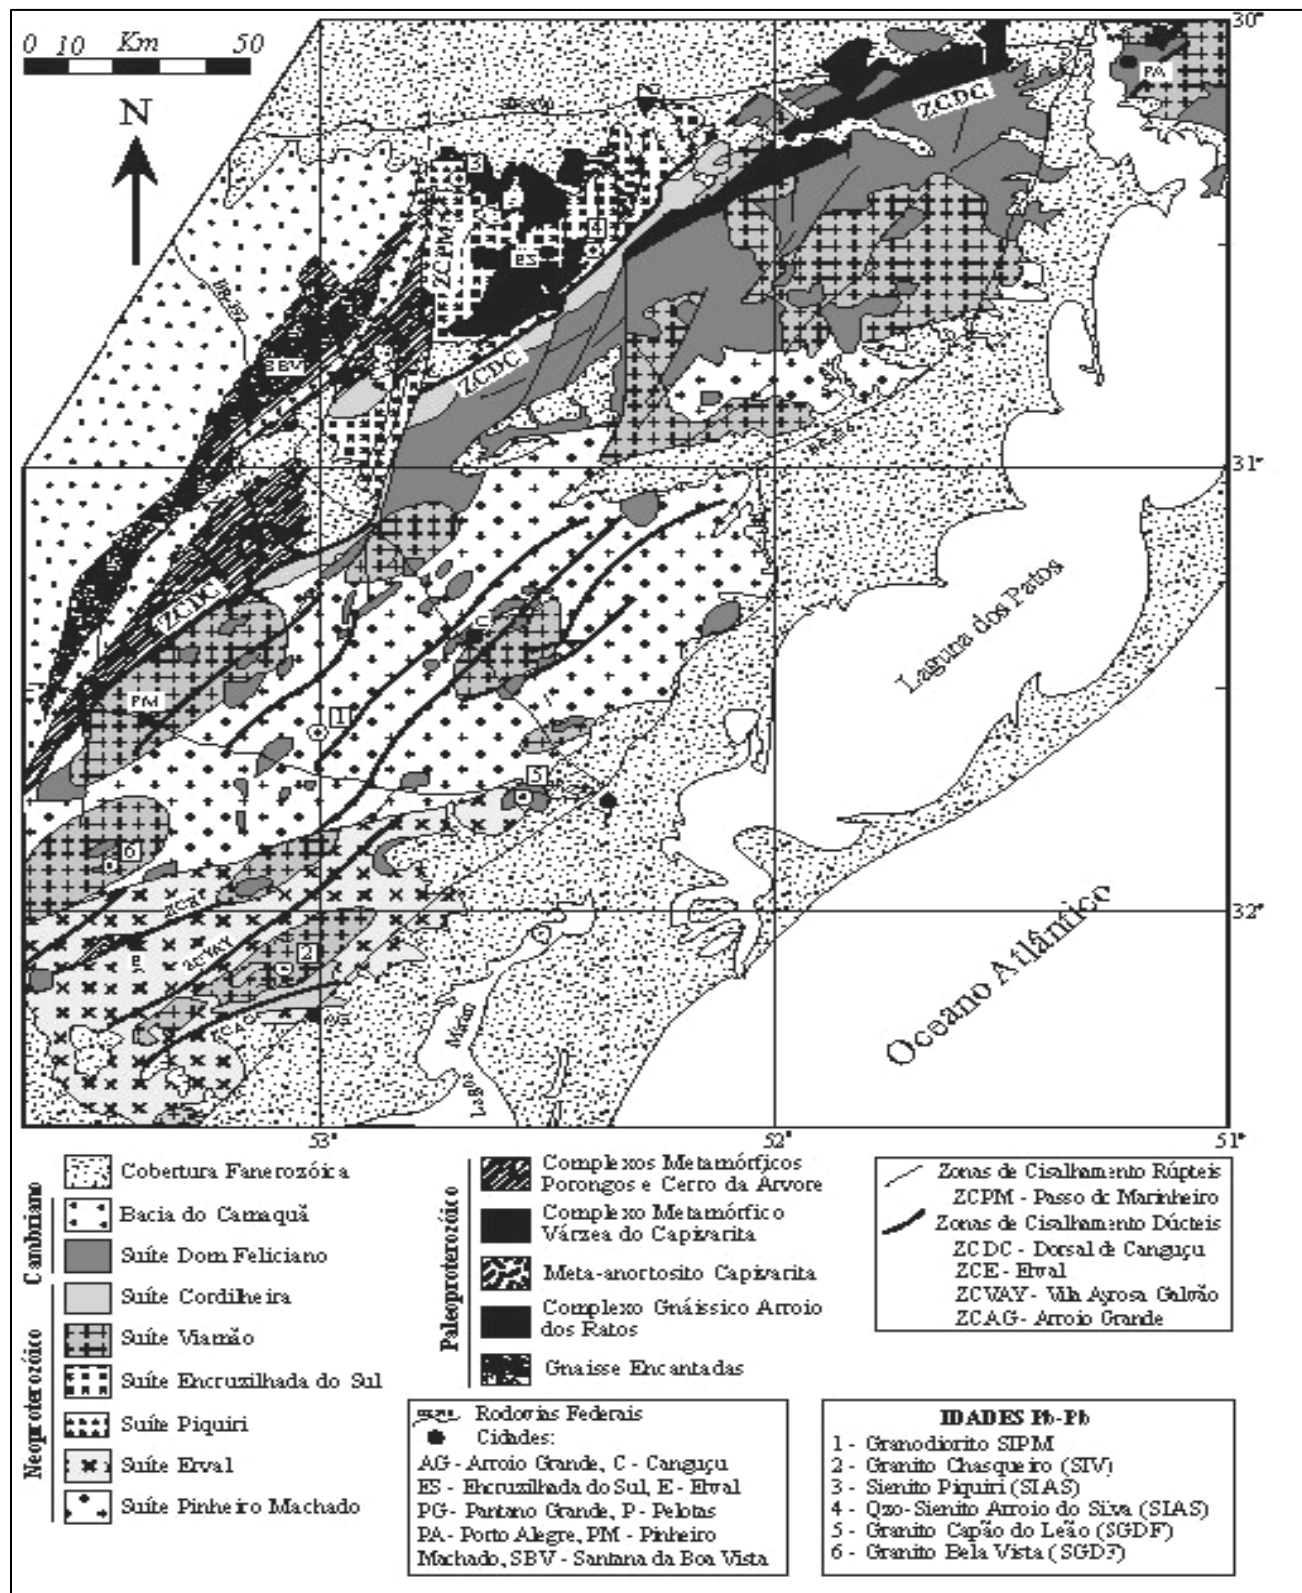 0 10 Km 50
30°
N
PA
ZCDC
3
ZCPM
4
ES
SBV
ZCDC
31°
ZCDC
C
PM
1
5
6
Laguna dos Patos
32°
ZCVAY
E
2
AG
Oceano Atlântico
Lagoa Mirim
53° 52° 51°
Cambriano
Neoproterozóico
Cobertura Fanerozóica
Bacia do Camaquã
Suíte Dom Feliciano
Suíte Cordilheira
Suíte Viamão
Suíte Encruzilhada do Sul
Suíte Piquiri
Suíte Erval
Suíte Pinheiro Machado
Paleoproterozóico
Complexos Metamórficos
Porongos e Cerro da Árvore
Complexo Metamórfico
Várzea do Capivarita
Meta-anortosito Capivarita
Complexo Gnáissico Arroio
dos Ratos
Gnaisse Encantadas
Zonas de Cisalhamento Rúpteis
ZCPM - Passo do Marinheiro
Zonas de Cisalhamento Dúcteis
ZCDC - Dorsal de Canguçu
ZCE - Erval
ZCVAY - Vila Ayrosa Galvão
ZCAG - Arroio Grande
Rodovias Federais
Cidades:
AG - Arroio Grande, C - Canguçu
ES - Encruzilhada do Sul, E - Erval
PG - Pantano Grande, P - Pelotas
PA - Porto Alegre, PM - Pinheiro
Machado, SBV - Santana da Boa Vista
IDADES Pb-Pb
1 - Granodiorito SIPM
2 - Granito Chasqueiro (SIV)
3 - Sienito Piquiri (SIAS)
4 - Qzo-Sienito Arroio do Silva (SIAS)
5 - Granito Capão do Leão (SGDF)
6 - Granito Bela Vista (SGDF)